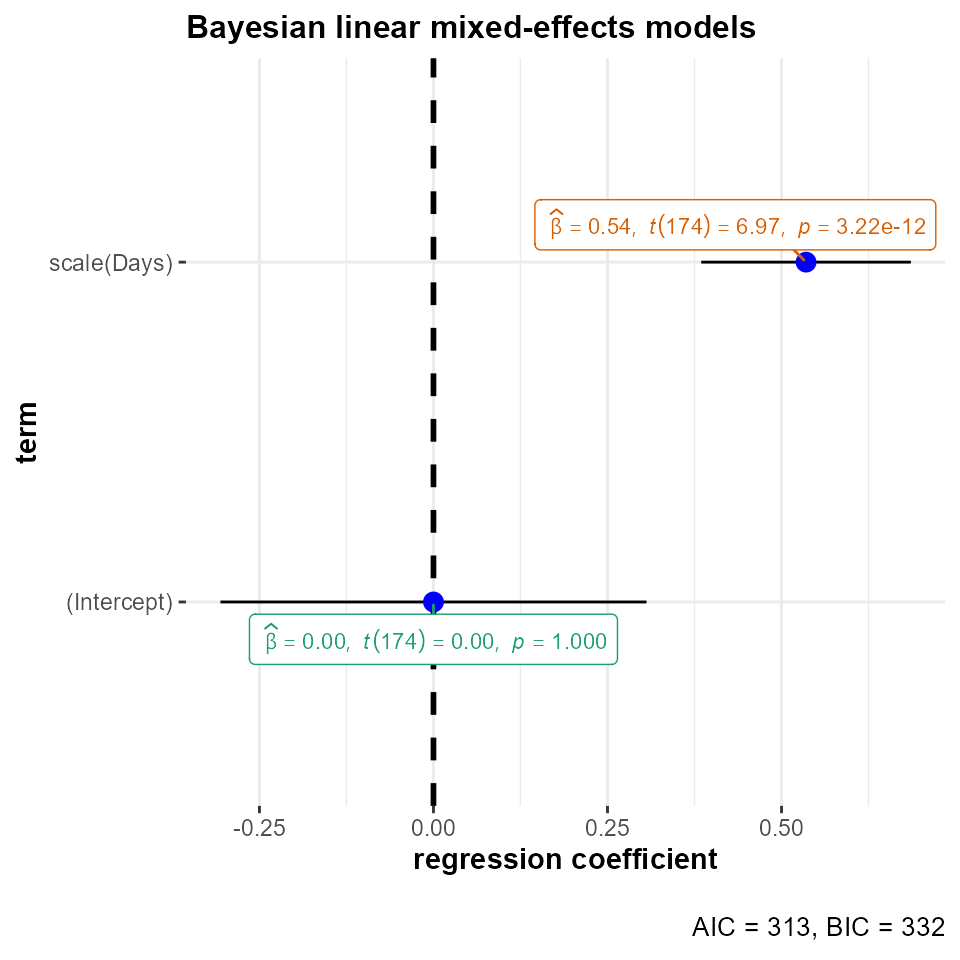 Bayesian linear mixed-effects models
β̂ = 0.54, t(174) = 6.97, p = 3.22e-12
scale(Days)
term
(Intercept)
β̂ = 0.00, t(174) = 0.00, p = 1.000
-0.25 0.00 0.25 0.50
regression coefficient
AIC = 313, BIC = 332